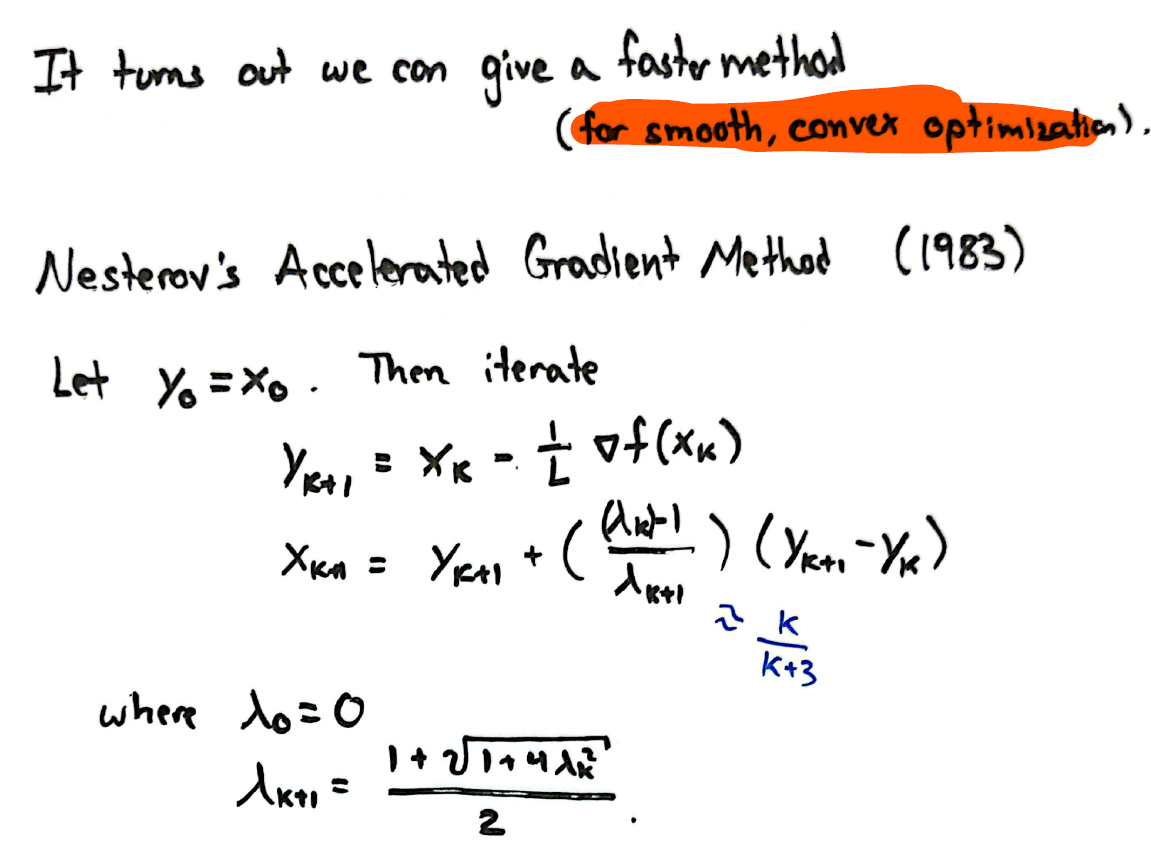 It turns out we can give a faster method
(for smooth, convex optimization).
Nesterov's Accelerated Gradient Method (1983)
Let y₀ = x₀. Then iterate
y_{k+1} = x_k - 1/L ∇f(x_k)
x_{k+1} = y_{k+1} + ((λ_k)-1 / λ_{k+1}) (y_{k+1} - y_k)
≈ k/(k+3)
where λ₀ = 0
λ_{k+1} = (1 + √(1+4λ_k²)) / 2.